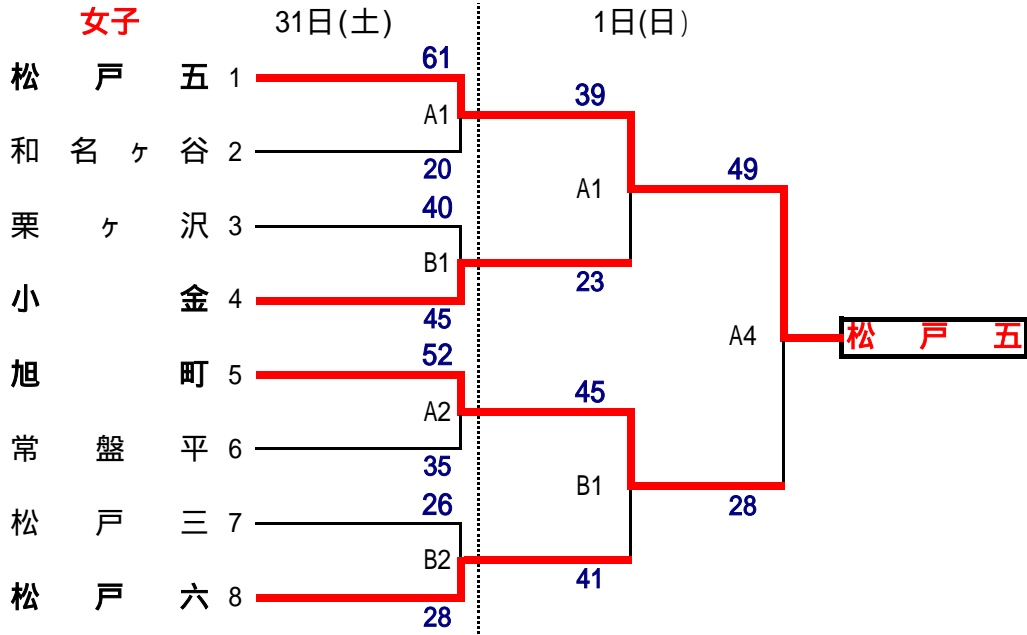 女子 31日(土) 1日(日)
61
松戸五 1
39
A1
和名ヶ谷 2
20
49
A1
40
栗ヶ沢 3
B1
23
小金 4
45
A4 松戸五
52
旭町 5
45
A2
常盤平 6
35
B1
28
26
松戸三 7
B2
41
松戸六 8
28